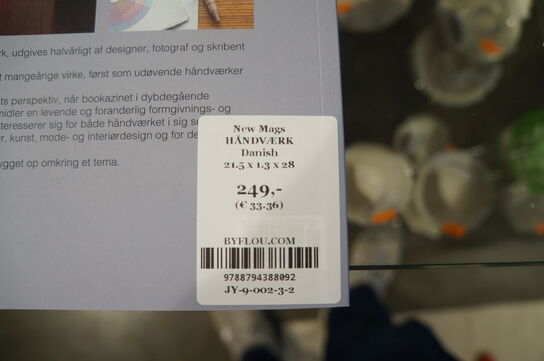 rk, udgives halvårligt af designer, fotograf og skribent
mangeårige virke, først som udøvende håndværker
ts perspektiv, når bookazinet i dybdegående
nidler en levende og foranderlig formgivnings- og
teresserer sig for både håndværket i sig se
r, kunst, mode- og interiørdesign og for de
ygget op omkring et tema.
New Mags
HÅNDVÆRK
Danish
21.5 x 1.3 x 28
249,-
(€ 33.36)
BYFLOU.COM
9788794388092
JY-9-002-3-2